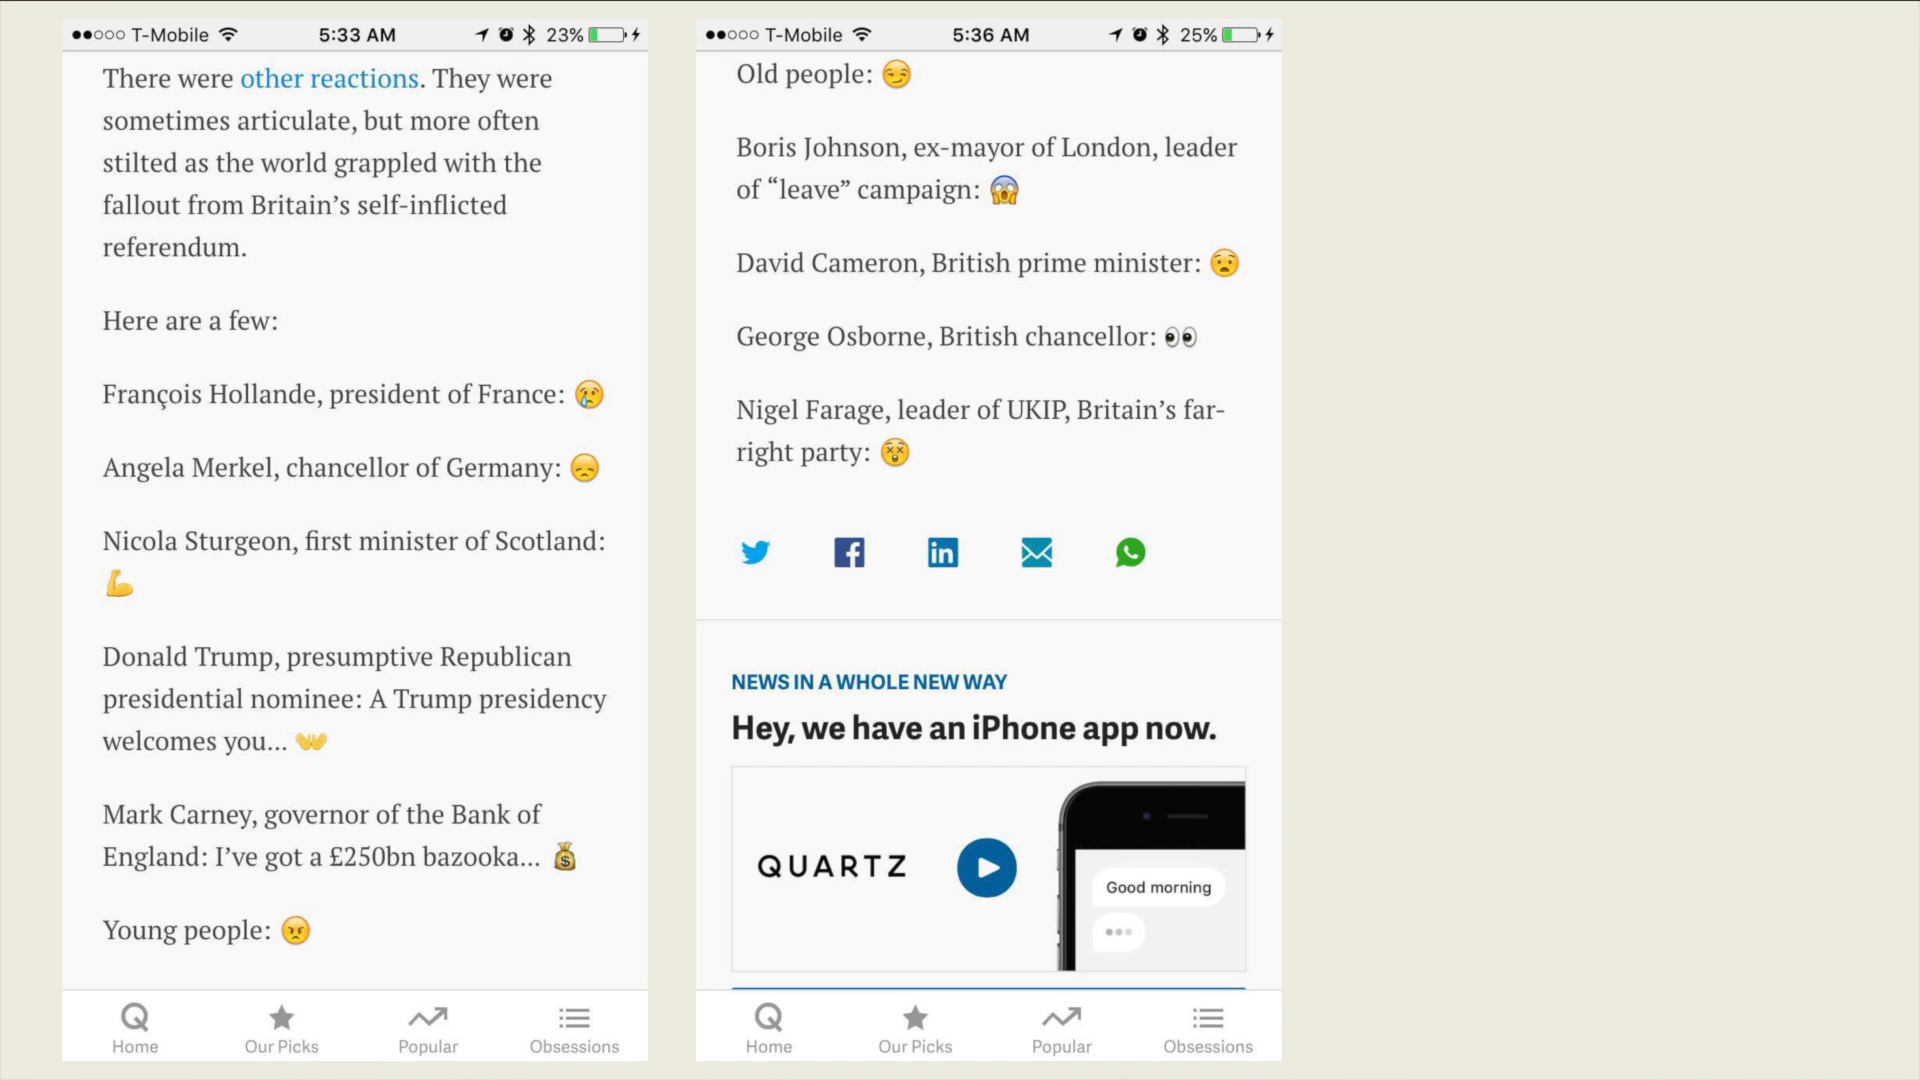 T-Mobile 5:33 AM 23%
There were other reactions. They were
sometimes articulate, but more often
stilted as the world grappled with the
fallout from Britain’s self-inflicted
referendum.
Here are a few:
François Hollande, president of France: 😢
Angela Merkel, chancellor of Germany: 😞
Nicola Sturgeon, first minister of Scotland:
💪
Donald Trump, presumptive Republican
presidential nominee: A Trump presidency
welcomes you... 👐
Mark Carney, governor of the Bank of
England: I’ve got a £250bn bazooka... 💰
Young people: 😠
Home Our Picks Popular Obsessions
T-Mobile 5:36 AM 25%
Old people: 😏
Boris Johnson, ex-mayor of London, leader
of “leave” campaign: 😱
David Cameron, British prime minister: 😧
George Osborne, British chancellor: 👀
Nigel Farage, leader of UKIP, Britain’s far-
right party: 😲
NEWS IN A WHOLE NEW WAY
Hey, we have an iPhone app now.
QUARTZ
Good morning
Home Our Picks Popular Obsessions